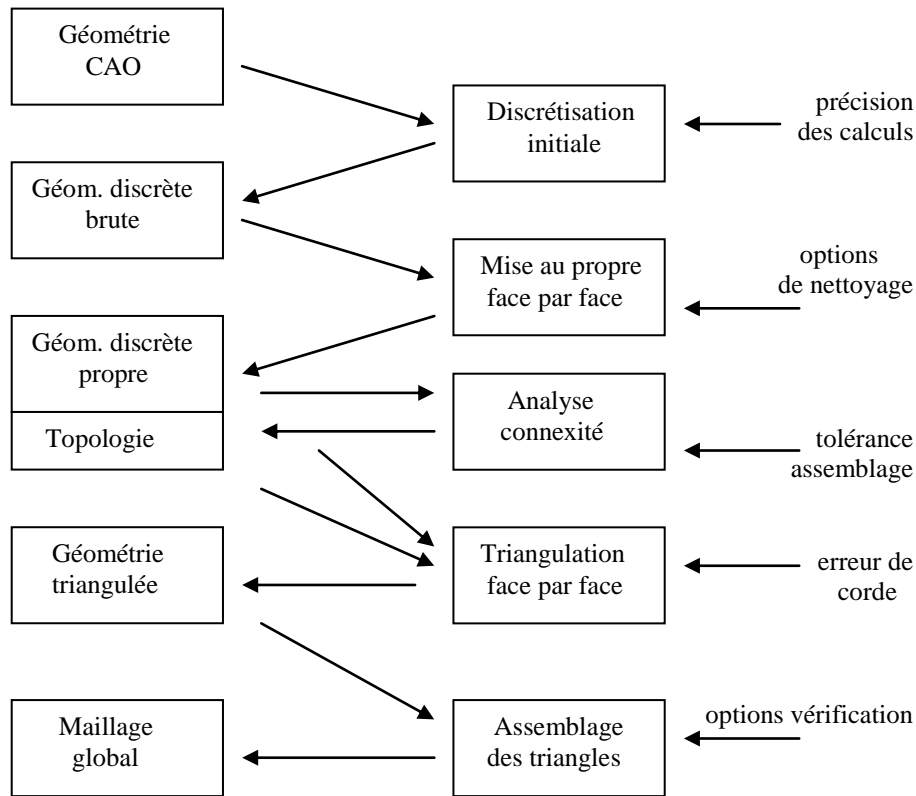 Géométrie
CAO
Discrétisation
initiale
précision
des calculs
Géom. discrète
brute
Mise au propre
face par face
options
de nettoyage
Géom. discrète
propre
Topologie
Analyse
connexité
tolérance
assemblage
Géométrie
triangulée
Triangulation
face par face
erreur de
corde
Maillage
global
Assemblage
des triangles
options vérification